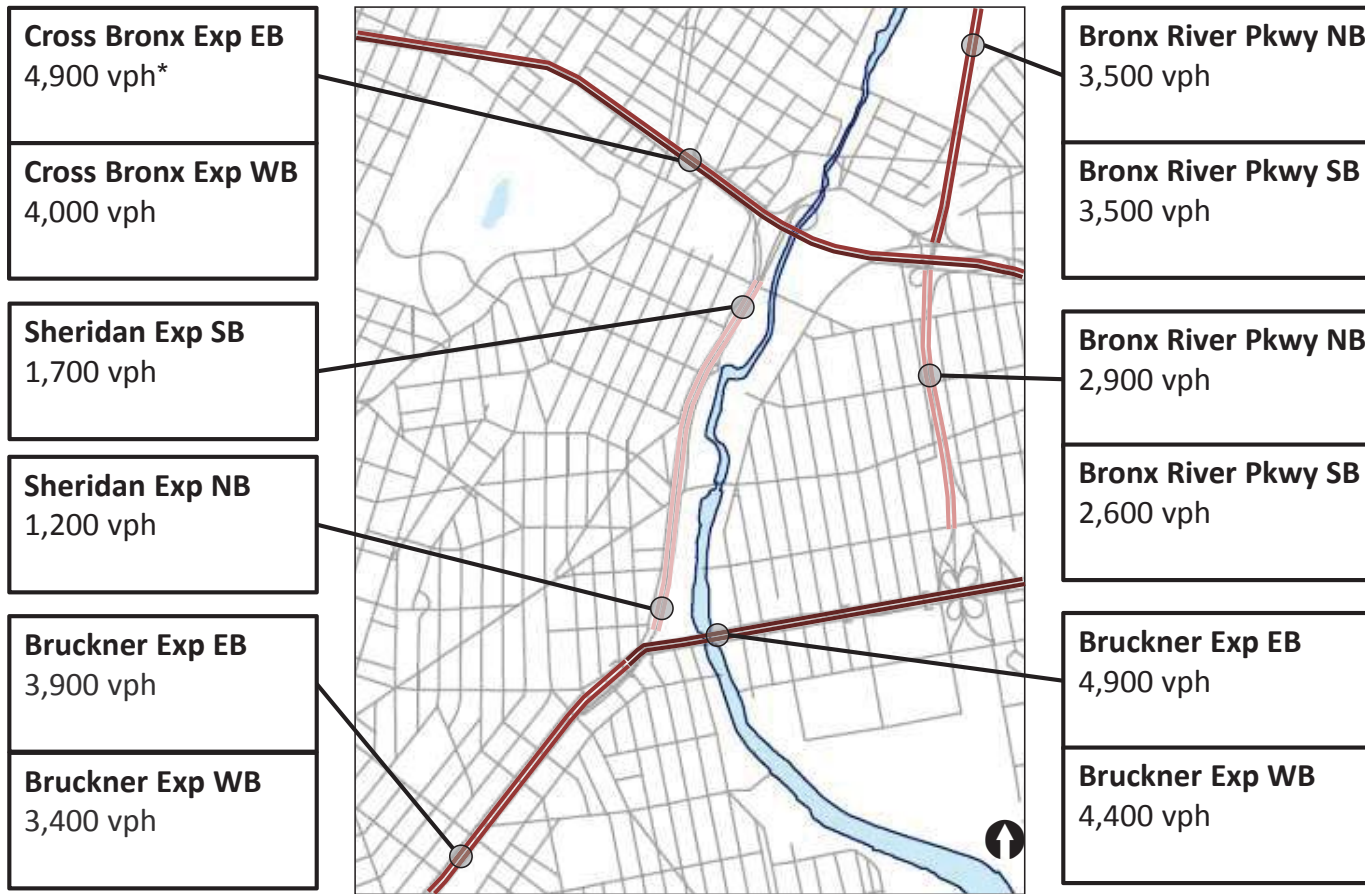 Cross Bronx Exp EB
4,900 vph*
Cross Bronx Exp WB
4,000 vph
Sheridan Exp SB
1,700 vph
Sheridan Exp NB
1,200 vph
Bruckner Exp EB
3,900 vph
Bruckner Exp WB
3,400 vph
Bronx River Pkwy NB
3,500 vph
Bronx River Pkwy SB
3,500 vph
Bronx River Pkwy NB
2,900 vph
Bronx River Pkwy SB
2,600 vph
Bruckner Exp EB
4,900 vph
Bruckner Exp WB
4,400 vph